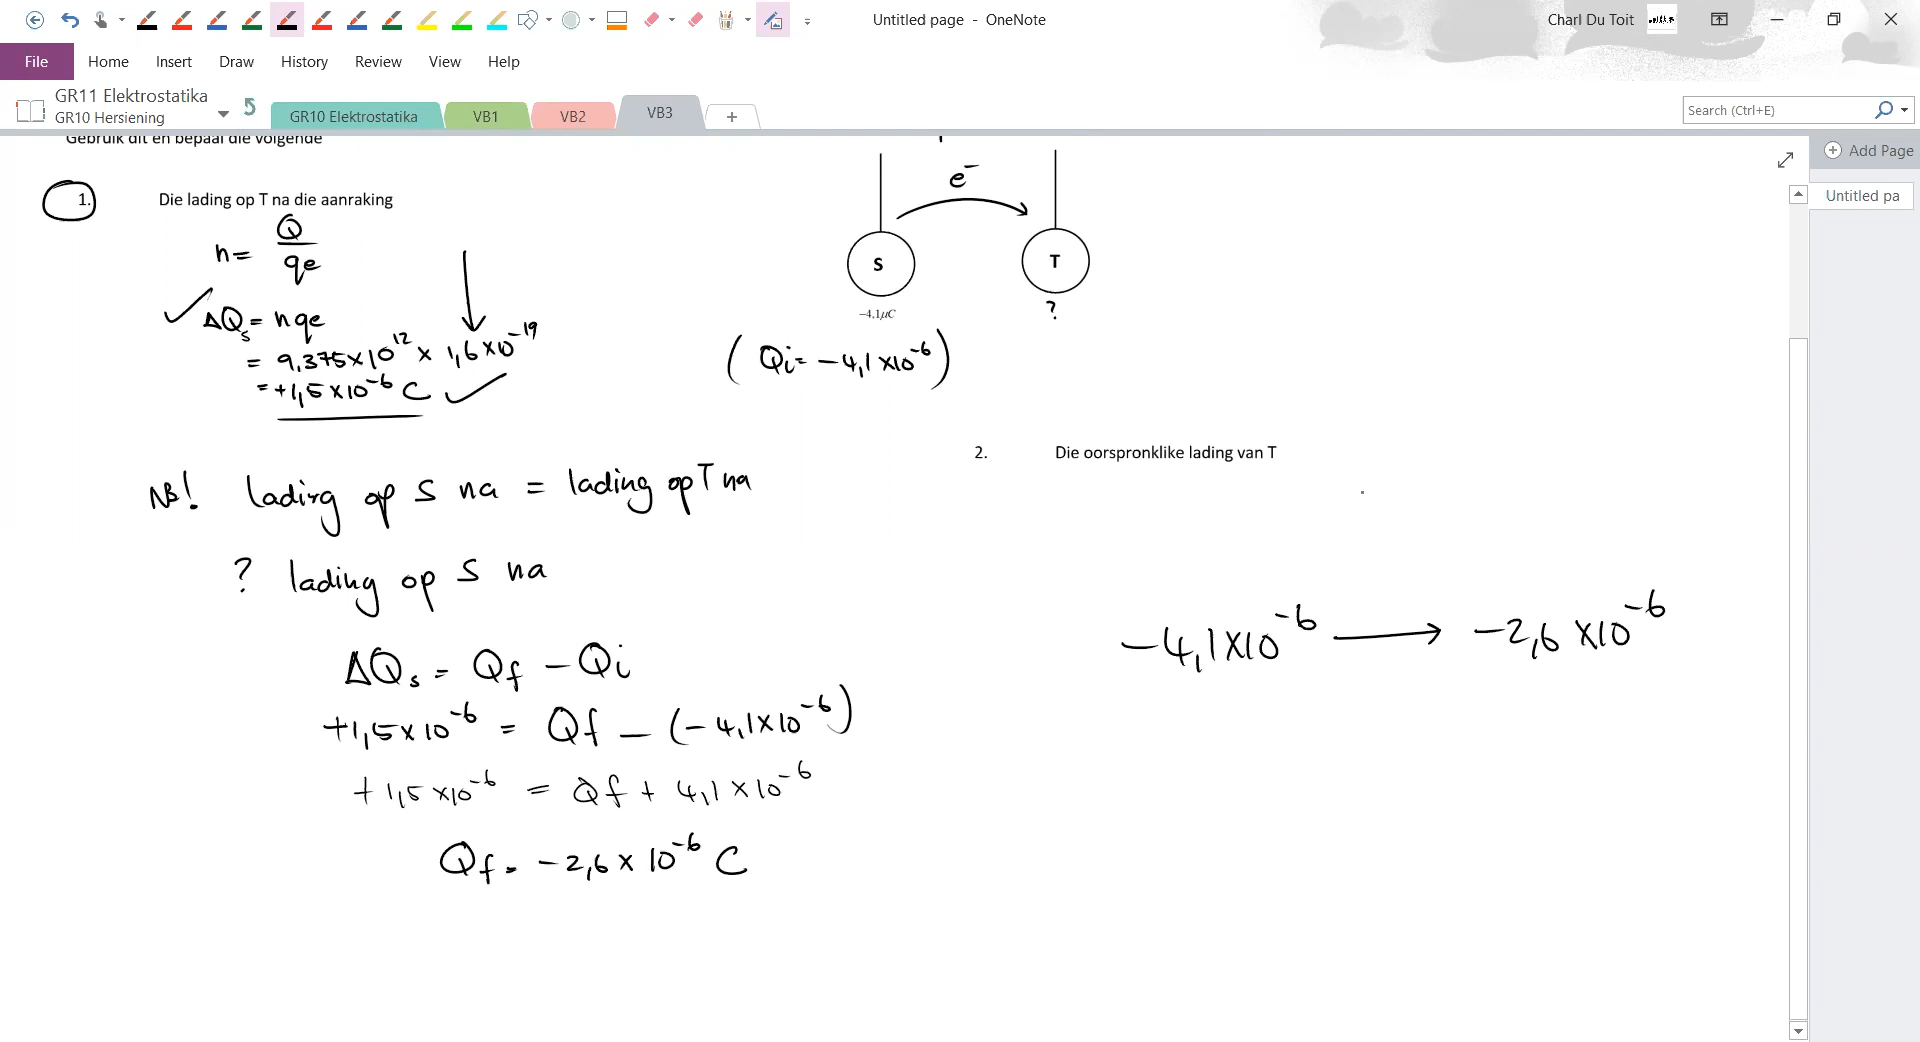 Untitled page - OneNote
Charl Du Toit
File Home Insert Draw History Review View Help
GR11 Elektrostatika
GR10 Hersiening
GR10 Elektrostatika VB1 VB2 VB3 +
Search (Ctrl+E)
Add Page
Untitled pa
Gebruik dit en bepaal die volgende
1. Die lading op T na die aanraking
n = Q / qe
ΔQs = nqe
= 9,375×10^12 × 1,6×10^-19
= +1,5×10^-6 C
e^-
S
T
-4,1μC
?
(Qi = -4,1×10^-6)
NB! lading op S na = lading op T na
? lading op S na
ΔQs = Qf - Qi
+1,5×10^-6 = Qf - (-4,1×10^-6)
+1,5×10^-6 = Qf + 4,1×10^-6
Qf = -2,6×10^-6 C
2. Die oorspronklike lading van T
-4,1×10^-6 → -2,6×10^-6